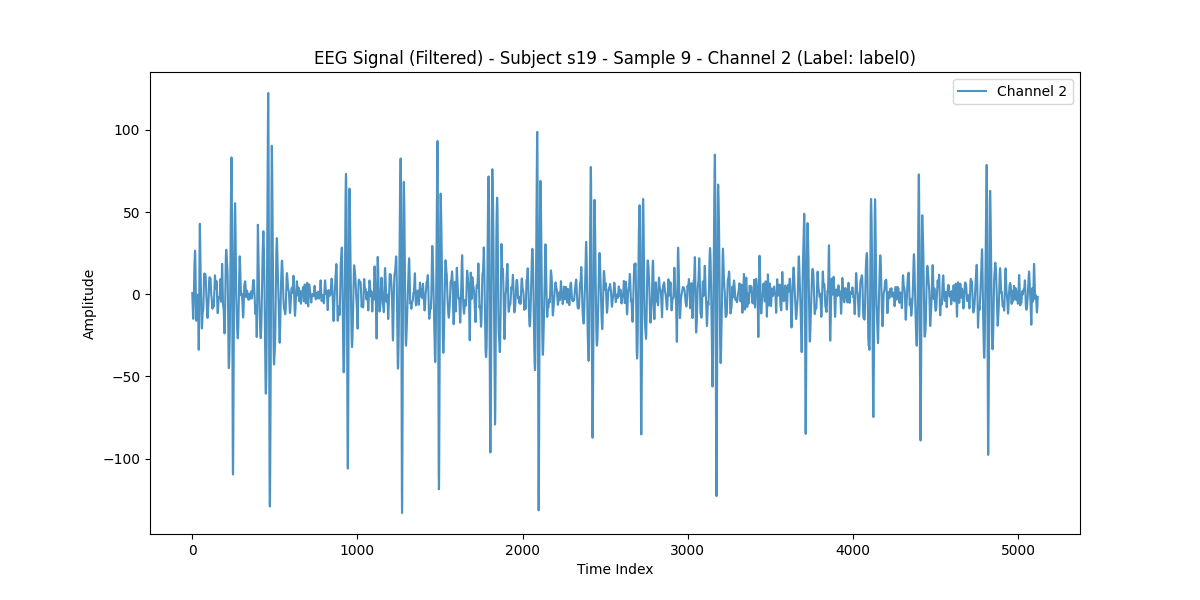 EEG Signal (Filtered) - Subject s19 - Sample 9 - Channel 2 (Label: label0)
Channel 2
100
50
0
−50
−100
Amplitude
0 1000 2000 3000 4000 5000
Time Index